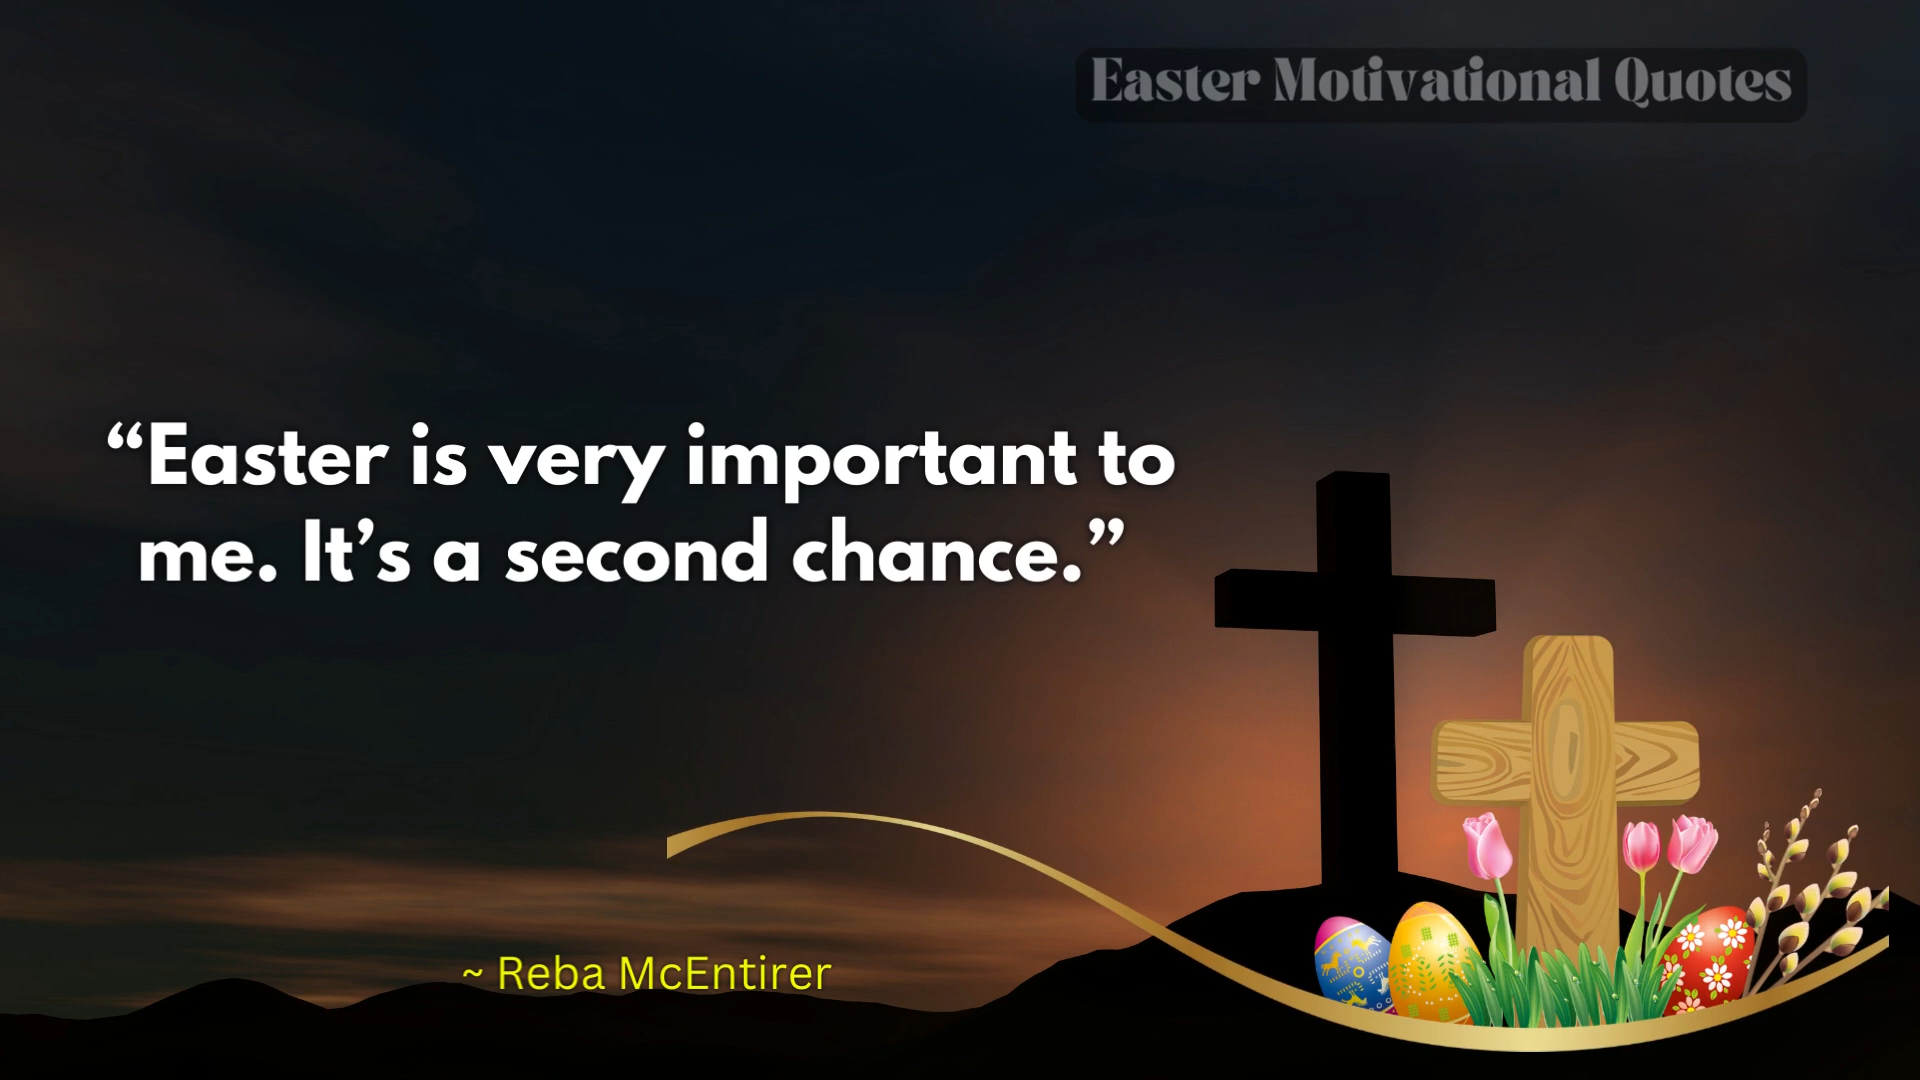 Easter Motivational Quotes
“Easter is very important to
me. It’s a second chance.”
~ Reba McEntirer